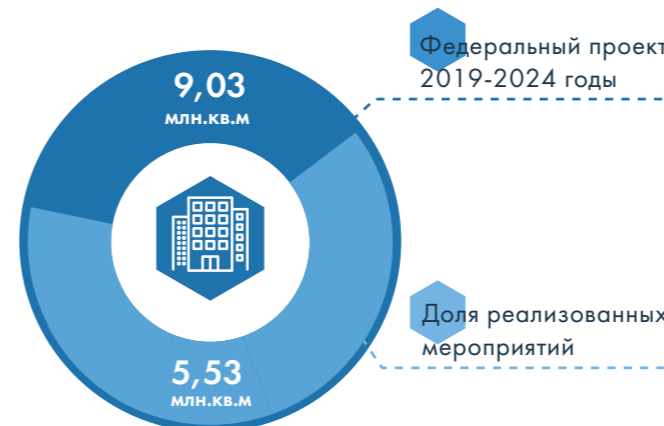 Федеральный проект
2019-2024 годы
9,03
млн.кв.м
Доля реализованных
мероприятий
5,53
млн.кв.м